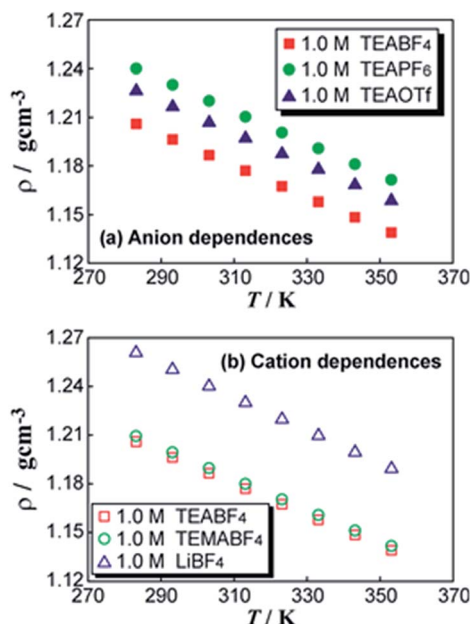 1.27
1.24
1.21
1.18
1.15
1.12
ρ / gcm-3
1.0 M TEABF4
1.0 M TEAPF6
1.0 M TEAOTf
(a) Anion dependences
270 290 310 330 350 370
T / K
1.27
1.24
1.21
1.18
1.15
1.12
ρ / gcm-3
(b) Cation dependences
1.0 M TEABF4
1.0 M TEMABF4
1.0 M LiBF4
270 290 310 330 350 370
T / K